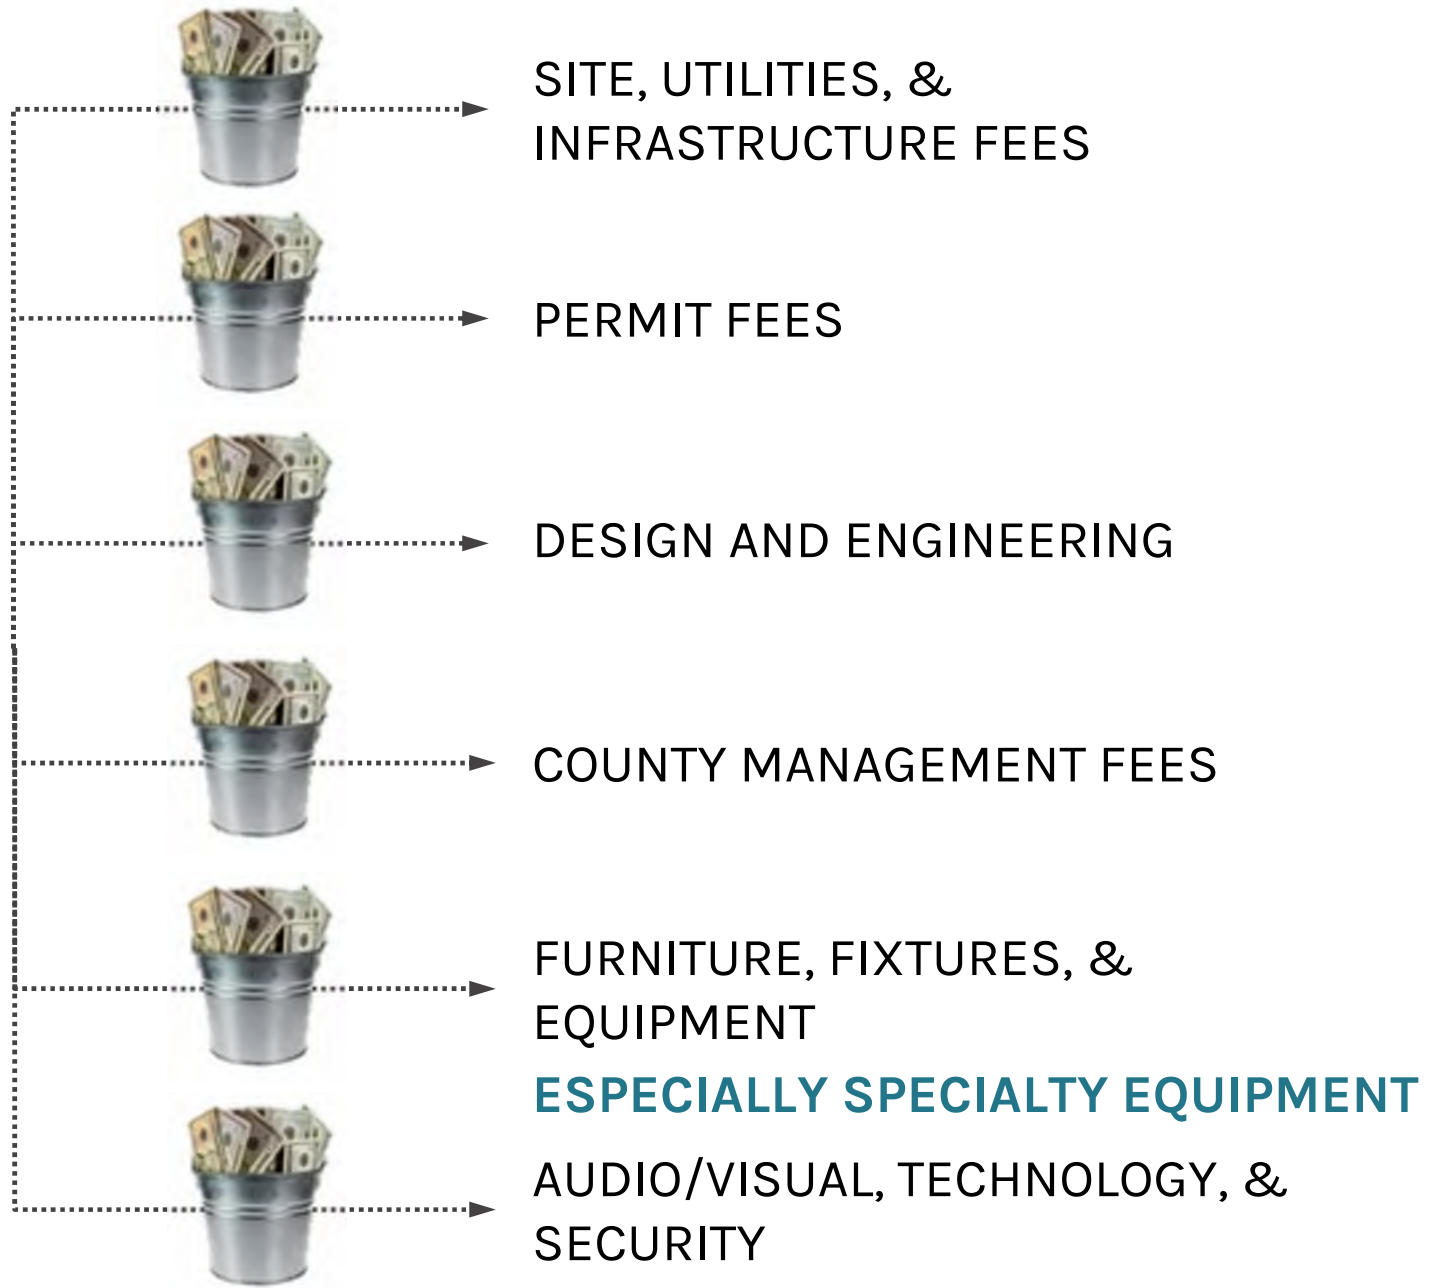 SITE, UTILITIES, &
INFRASTRUCTURE FEES
PERMIT FEES
DESIGN AND ENGINEERING
COUNTY MANAGEMENT FEES
FURNITURE, FIXTURES, &
EQUIPMENT
ESPECIALLY SPECIALTY EQUIPMENT
AUDIO/VISUAL, TECHNOLOGY, &
SECURITY